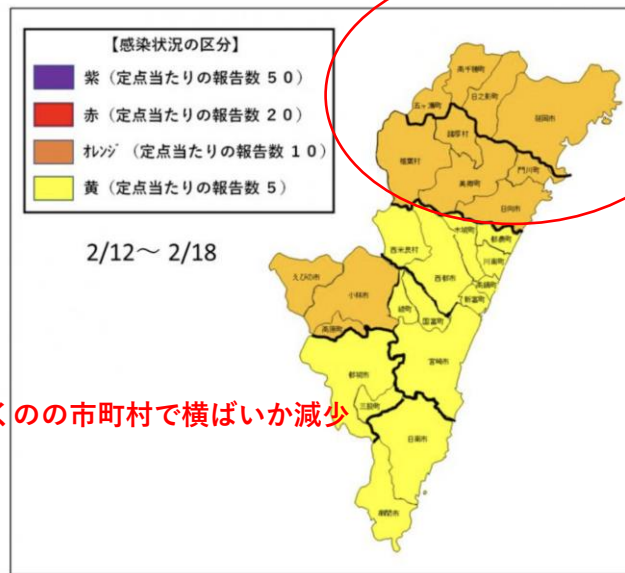 【感染状況の区分】
紫（定点当たりの報告数 ５０）
赤（定点当たりの報告数 ２０）
ｵﾚﾝｼﾞ（定点当たりの報告数 １０）
黄（定点当たりの報告数 ５）
2/12～ 2/18
高千穂町
日之影町
五ヶ瀬町
延岡市
諸塚村
椎葉村
門川町
美郷町
日向市
木城町
都農町
西米良村
川南町
西都市
高鍋町
新富町
えびの市
小林市
綾町
国富町
高原町
宮崎市
都城市
三股町
くのの市町村で横ばいか減少
日南市
串間市